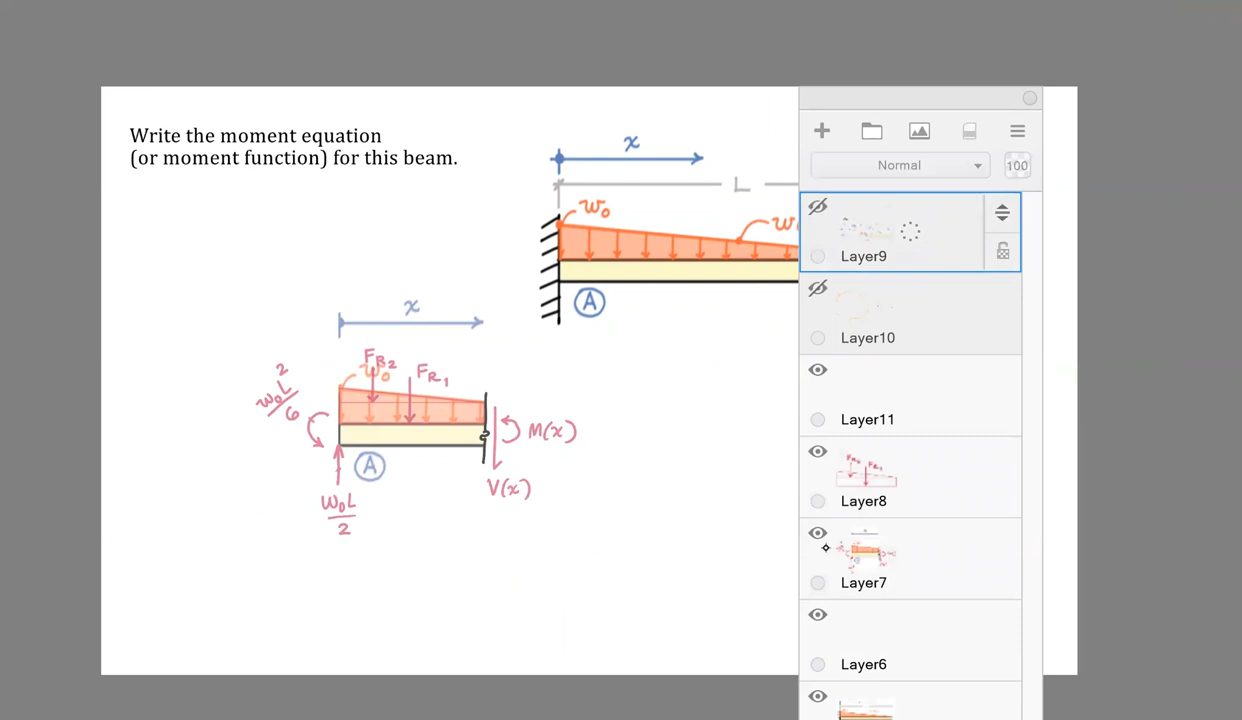 Write the moment equation
(or moment function) for this beam.
x
L
w₀
w
A
x
w₀L²/6
F_R₂
w₀
F_R₁
M(x)
V(x)
A
w₀L/2
Normal
100
Layer9
Layer10
Layer11
Layer8
Layer7
Layer6